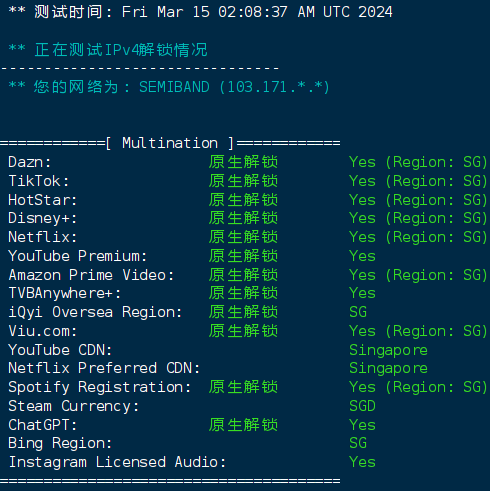 ** 测试时间: Fri Mar 15 02:08:37 AM UTC 2024
** 正在测试IPv4解锁情况
--------------------------------
** 您的网络为: SEMIBAND (103.171.*.*)
============[ Multination ]============
Dazn: 原生解锁 Yes (Region: SG)
TikTok: 原生解锁 Yes (Region: SG)
HotStar: 原生解锁 Yes (Region: SG)
Disney+: 原生解锁 Yes (Region: SG)
Netflix: 原生解锁 Yes (Region: SG)
YouTube Premium: 原生解锁 Yes
Amazon Prime Video: 原生解锁 Yes (Region: SG)
TVBAnywhere+: 原生解锁 Yes
iQyi Oversea Region: 原生解锁 SG
Viu.com: 原生解锁 Yes (Region: SG)
YouTube CDN: Singapore
Netflix Preferred CDN: Singapore
Spotify Registration: 原生解锁 Yes (Region: SG)
Steam Currency: SGD
ChatGPT: 原生解锁 Yes
Bing Region: SG
Instagram Licensed Audio: Yes
=======================================